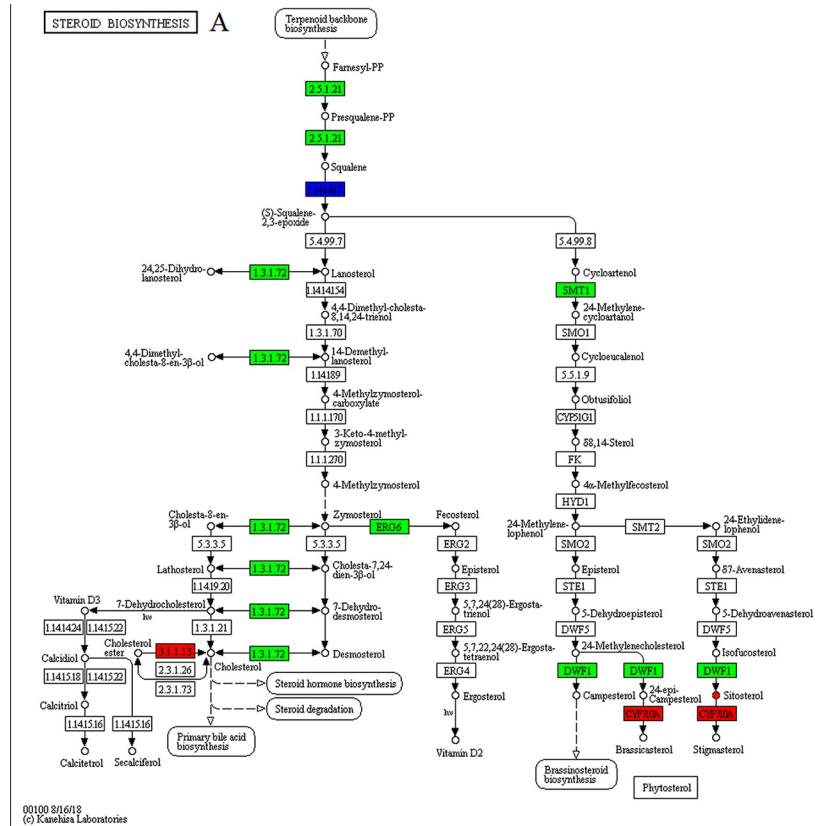 STEROID BIOSYNTHESIS
A
Terpenoid backbone
biosynthesis
Farnesyl-PP
2.5.1.21
Presqualene-PP
2.5.1.21
Squalene
1.14.14.17
(S)-Squalene-
2,3-epoxide
5.4.99.7
5.4.99.8
24,25-Dihydro-
lanosterol
1.3.1.72
Lanosterol
Cycloartenol
1.14.14.154
SMT1
4,4-Dimethyl-cholesta-
8,14,24-trienol
24-Methylene-
cycloartanol
1.3.1.70
SMO1
4,4-Dimethyl-
cholesta-8-en-3β-ol
1.3.1.72
14-Demethyl-
lanosterol
Cycloeucalenol
1.14.18.9
5.5.1.9
4-Methylzymosterol-
carboxylate
Obtusifoliol
1.1.1.170
CYP51G1
3-Keto-4-methyl-
zymosterol
δ8,14-Sterol
1.1.1.270
FK
4-Methylzymosterol
4α-Methylfecosterol
HYD1
Cholesta-8-en-
3β-ol
1.3.1.72
Zymosterol
ERG6
Fecosterol
24-Methylene-
lophenol
SMT2
24-Ethylidene-
lophenol
5.3.3.5
5.3.3.5
ERG2
SMO2
SMO2
Lathosterol
1.3.1.72
Cholesta-7,24-
dien-3β-ol
Episterol
Episterol
δ7-Avenasterol
1.14.19.20
ERG3
STE1
STE1
Vitamin D3
hν
7-Dehydrocholesterol
1.3.1.72
7-Dehydro-
desmosterol
5,7,24(28)-Ergosta-
trienol
5-Dehydroepisterol
5-Dehydroavenasterol
1.14.14.24
1.14.15.22
1.3.1.21
ERG5
DWF5
DWF5
Calcidiol
Cholesterol
ester
3.1.1.13
Cholesterol
1.3.1.72
Desmosterol
5,7,22,24(28)-Ergosta-
tetraenol
24-Methylenecholesterol
Isofucosterol
1.14.15.18
1.14.15.22
2.3.1.26
2.3.1.73
ERG4
DWF1
DWF1
DWF1
Calcitriol
Steroid hormone biosynthesis
Ergosterol
Campesterol
24-epi-
Campesterol
Sitosterol
1.14.15.16
1.14.15.16
Steroid degradation
hν
CYP710A
CYP710A
Calcitetrol
Secalciferol
Primary bile acid
biosynthesis
Vitamin D2
Brassicasterol
Stigmasterol
Brassinosteroid
biosynthesis
Phytosterol
00100 8/16/18
(c) Kanehisa Laboratories